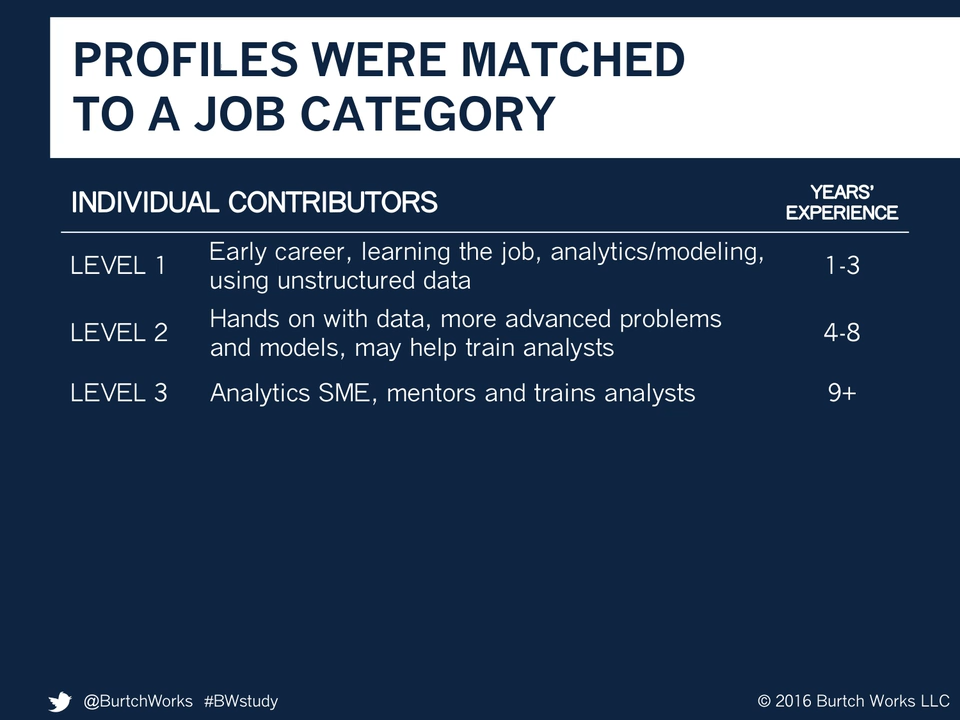 PROFILES WERE MATCHED
TO A JOB CATEGORY
INDIVIDUAL CONTRIBUTORS
YEARS’
EXPERIENCE
LEVEL 1
Early career, learning the job, analytics/modeling,
using unstructured data
1-3
LEVEL 2
Hands on with data, more advanced problems
and models, may help train analysts
4-8
LEVEL 3
Analytics SME, mentors and trains analysts
9+
@BurtchWorks #BWstudy
© 2016 Burtch Works LLC